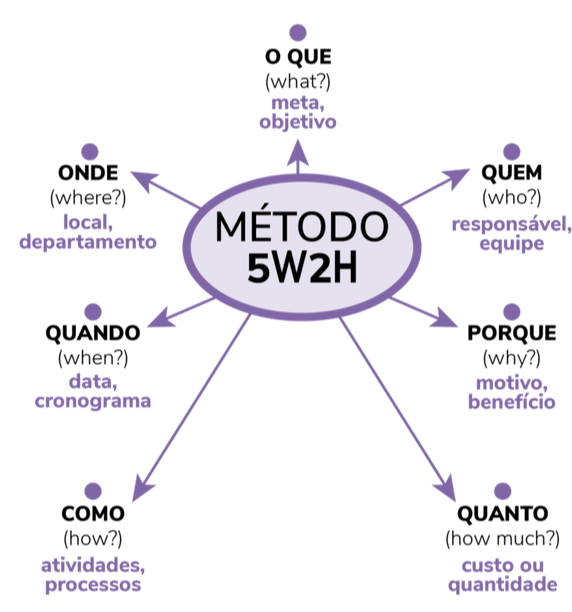 O QUE
(what?)
meta,
objetivo
ONDE
(where?)
local,
departamento
QUEM
(who?)
responsável,
equipe
MÉTODO
5W2H
QUANDO
(when?)
data,
cronograma
PORQUE
(why?)
motivo,
benefício
COMO
(how?)
atividades,
processos
QUANTO
(how much?)
custo ou
quantidade